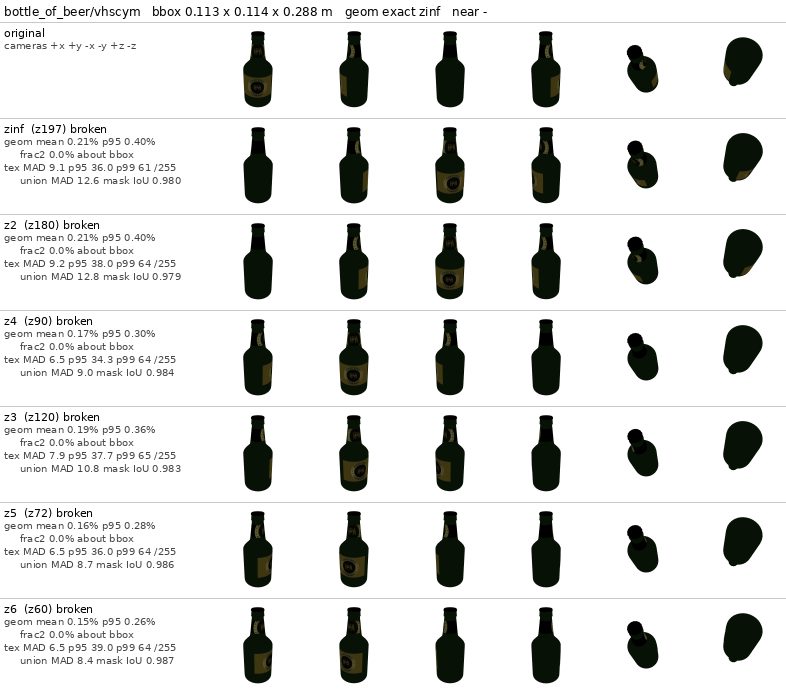 bottle_of_beer/vhscym bbox 0.113 x 0.114 x 0.288 m geom exact zinf near -
original
cameras +x +y -x -y +z -z
zinf (z197) broken
geom mean 0.21% p95 0.40%
frac2 0.0% about bbox
tex MAD 9.1 p95 36.0 p99 61 /255
union MAD 12.6 mask IoU 0.980
z2 (z180) broken
geom mean 0.21% p95 0.40%
frac2 0.0% about bbox
tex MAD 9.2 p95 38.0 p99 64 /255
union MAD 12.8 mask IoU 0.979
z4 (z90) broken
geom mean 0.17% p95 0.30%
frac2 0.0% about bbox
tex MAD 6.5 p95 34.3 p99 64 /255
union MAD 9.0 mask IoU 0.984
z3 (z120) broken
geom mean 0.19% p95 0.36%
frac2 0.0% about bbox
tex MAD 7.9 p95 37.7 p99 65 /255
union MAD 10.8 mask IoU 0.983
z5 (z72) broken
geom mean 0.16% p95 0.28%
frac2 0.0% about bbox
tex MAD 6.5 p95 36.0 p99 64 /255
union MAD 8.7 mask IoU 0.986
z6 (z60) broken
geom mean 0.15% p95 0.26%
frac2 0.0% about bbox
tex MAD 6.5 p95 39.0 p99 64 /255
union MAD 8.4 mask IoU 0.987